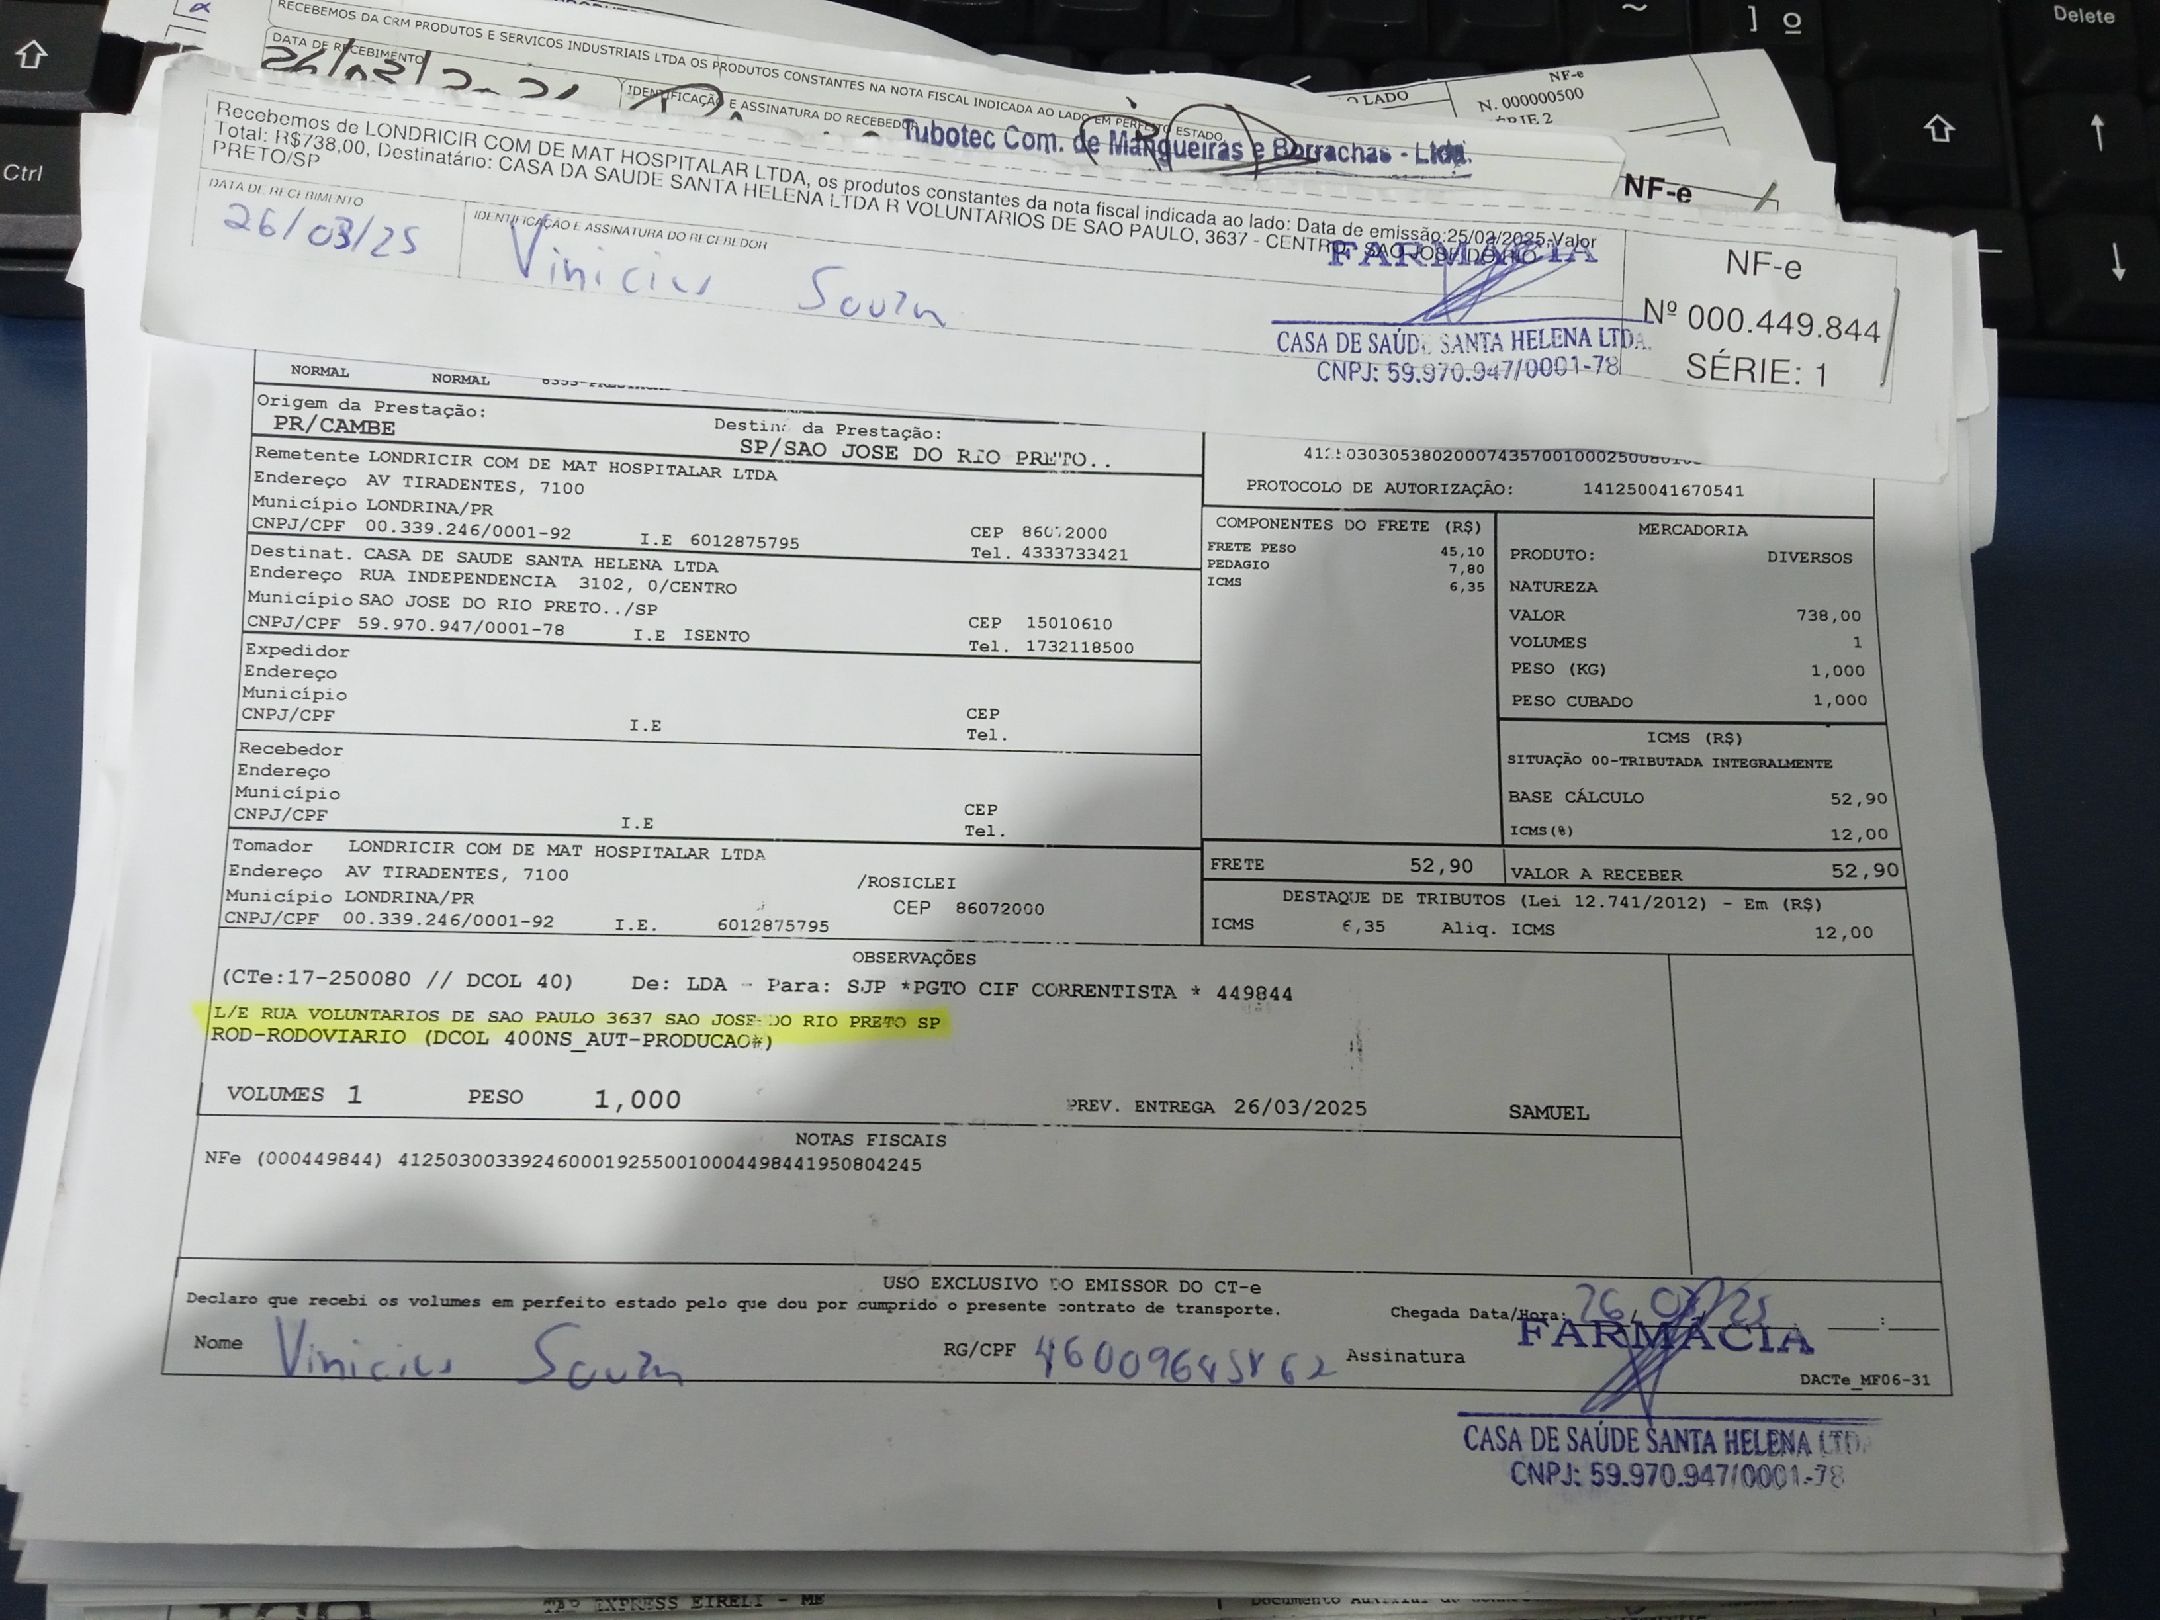 RECEBEMOS DA CRM PRODUTOS E SERVICOS INDUSTRIAIS LTDA OS PRODUTOS CONSTANTES NA NOTA FISCAL INDICADA AO LADO EM PERFEITO ESTADO
DATA DE RECEBIMENTO
IDENTIFICAÇÃO E ASSINATURA DO RECEBEDOR
O LADO
NF-e
N. 000000500
Tubotec Com. de Mangueiras e Borrachas - Ltda.
NF-e
Recebemos de LONDRICIR COM DE MAT HOSPITALAR LTDA, os produtos constantes da nota fiscal indicada ao lado: Data de emissão: Valor
Total: R$738,00, Destinatário: CASA DA SAUDE SANTA HELENA LTDA R VOLUNTARIOS DE SAO PAULO, 3637 - CENTRO SAO JOSE DO RIO
PRETO/SP
DATA DE RECEBIMENTO
26/03/25
IDENTIFICAÇÃO E ASSINATURA DO RECEBEDOR
Vinicius Souza
FARMÁCIA
CASA DE SAÚDE SANTA HELENA LTDA.
CNPJ: 59.970.947/0001-78
NF-e
Nº 000.449.844
SÉRIE: 1
NORMAL NORMAL
Origem da Prestação:
PR/CAMBE
Destino da Prestação:
SP/SAO JOSE DO RIO PRETO..
Remetente LONDRICIR COM DE MAT HOSPITALAR LTDA
Endereço AV TIRADENTES, 7100
Município LONDRINA/PR
CNPJ/CPF 00.339.246/0001-92 I.E 6012875795 CEP 86072000
Tel. 4333733421
Destinat. CASA DE SAUDE SANTA HELENA LTDA
Endereço RUA INDEPENDENCIA 3102, 0/CENTRO
Município SAO JOSE DO RIO PRETO../SP
CNPJ/CPF 59.970.947/0001-78 I.E ISENTO CEP 15010610
Tel. 1732118500
Expedidor
Endereço
Município
CNPJ/CPF I.E CEP
Tel.
Recebedor
Endereço
Município
CNPJ/CPF I.E CEP
Tel.
Tomador LONDRICIR COM DE MAT HOSPITALAR LTDA
Endereço AV TIRADENTES, 7100 /ROSICLEI
Município LONDRINA/PR CEP 86072000
CNPJ/CPF 00.339.246/0001-92 I.E. 6012875795
PROTOCOLO DE AUTORIZAÇÃO: 141250041670541
COMPONENTES DO FRETE (R$)
FRETE PESO 45,10
PEDAGIO 7,80
ICMS 6,35
MERCADORIA
PRODUTO: DIVERSOS
NATUREZA
VALOR 738,00
VOLUMES 1
PESO (KG) 1,000
PESO CUBADO 1,000
ICMS (R$)
SITUAÇÃO 00-TRIBUTADA INTEGRALMENTE
BASE CÁLCULO 52,90
ICMS(%) 12,00
FRETE 52,90 VALOR A RECEBER 52,90
DESTAQUE DE TRIBUTOS (Lei 12.741/2012) - Em (R$)
ICMS 6,35 Aliq. ICMS 12,00
OBSERVAÇÕES
(CTe:17-250080 // DCOL 40) De: LDA - Para: SJP *PGTO CIF CORRENTISTA * 449844
L/E RUA VOLUNTARIOS DE SAO PAULO 3637 SAO JOSE DO RIO PRETO SP
ROD-RODOVIARIO (DCOL 400NS_AUT-PRODUCAO#)
VOLUMES 1 PESO 1,000 PREV. ENTREGA 26/03/2025 SAMUEL
NOTAS FISCAIS
NFe (000449844) 41250300339246000192550010004498441950804245
USO EXCLUSIVO DO EMISSOR DO CT-e
Declaro que recebi os volumes em perfeito estado pelo que dou por cumprido o presente contrato de transporte.
Chegada Data/Hora: 26/03/25 :
Nome Vinicius Souza RG/CPF Assinatura
FARMÁCIA
DACTe_MF06-31
CASA DE SAÚDE SANTA HELENA LTDA
CNPJ: 59.970.947/0001-78
EXPRESS EIRELI - ME
Delete
Ctrl